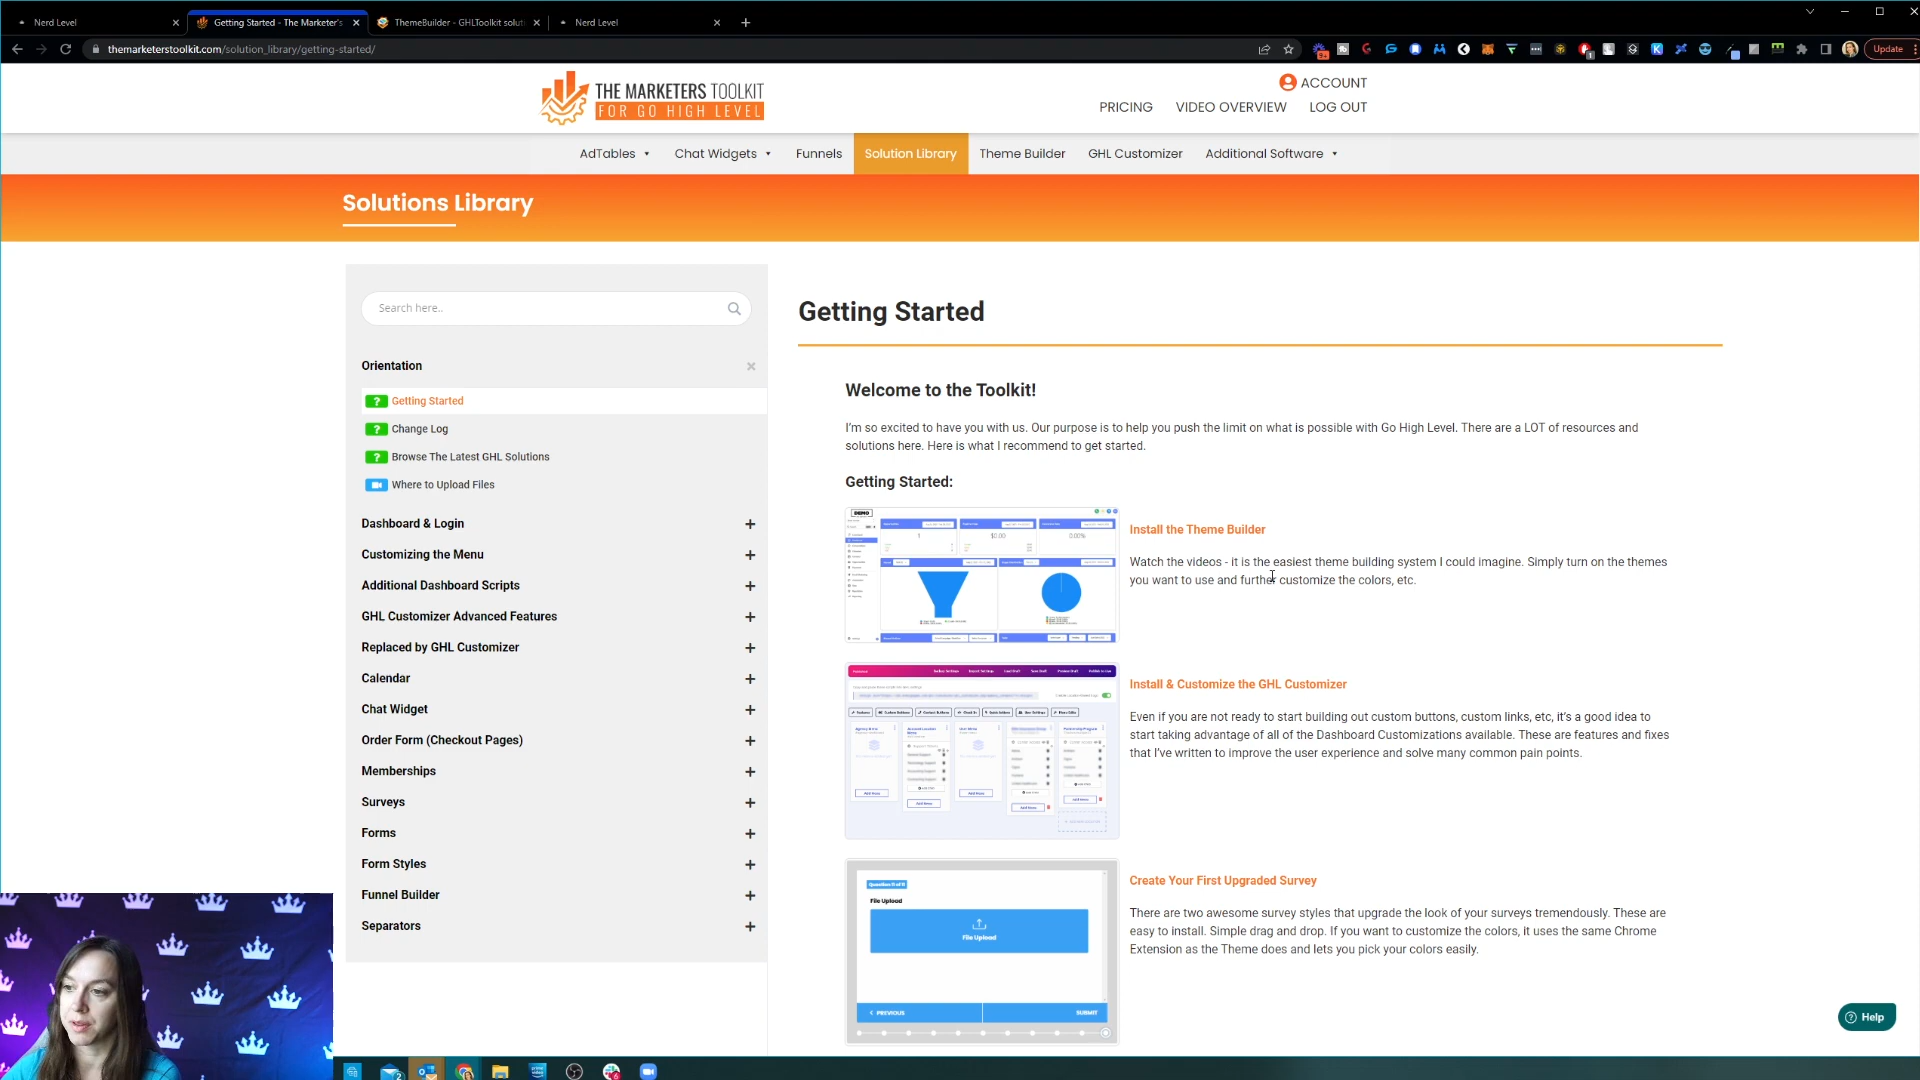 Nerd Level
Getting Started - The Marketer's
ThemeBuilder - GHLToolkit soluti
Nerd Level
themarketerstoolkit.com/solution_library/getting-started/
Update
THE MARKETERS TOOLKIT
FOR GO HIGH LEVEL
ACCOUNT
PRICING VIDEO OVERVIEW LOG OUT
AdTables Chat Widgets Funnels Solution Library Theme Builder GHL Customizer Additional Software
Solutions Library
Search here..
Orientation
Getting Started
Change Log
Browse The Latest GHL Solutions
Where to Upload Files
Dashboard & Login
Customizing the Menu
Additional Dashboard Scripts
GHL Customizer Advanced Features
Replaced by GHL Customizer
Calendar
Chat Widget
Order Form (Checkout Pages)
Memberships
Surveys
Forms
Form Styles
Funnel Builder
Separators
Getting Started
Welcome to the Toolkit!
I'm so excited to have you with us. Our purpose is to help you push the limit on what is possible with Go High Level. There are a LOT of resources and
solutions here. Here is what I recommend to get started.
Getting Started:
DEMO
1
$0.00
0.00%
Install the Theme Builder
Watch the videos - it is the easiest theme building system I could imagine. Simply turn on the themes
you want to use and further customize the colors, etc.
Install & Customize the GHL Customizer
Even if you are not ready to start building out custom buttons, custom links, etc, it's a good idea to
start taking advantage of all of the Dashboard Customizations available. These are features and fixes
that I've written to improve the user experience and solve many common pain points.
File Upload
File Upload
PREVIOUS
SUBMIT
Create Your First Upgraded Survey
There are two awesome survey styles that upgrade the look of your surveys tremendously. These are
easy to install. Simple drag and drop. If you want to customize the colors, it uses the same Chrome
Extension as the Theme does and lets you pick your colors easily.
Help